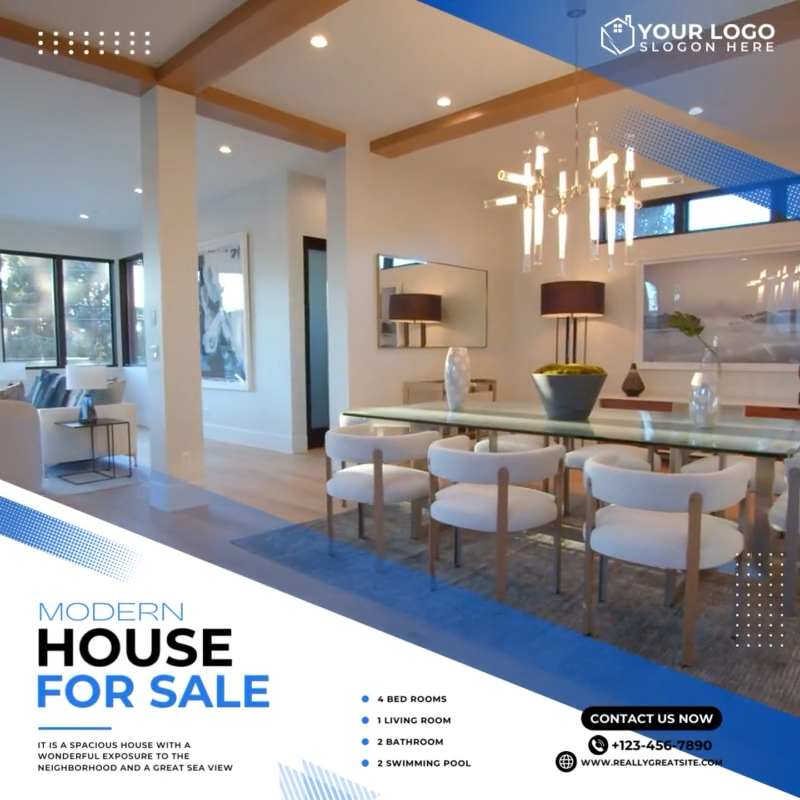 YOUR LOGO
SLOGON HERE
MODERN
HOUSE
FOR SALE
IT IS A SPACIOUS HOUSE WITH A
WONDERFUL EXPOSURE TO THE
NEIGHBORHOOD AND A GREAT SEA VIEW
4 BED ROOMS
1 LIVING ROOM
2 BATHROOM
2 SWIMMING POOL
CONTACT US NOW
+123-456-7890
WWW.REALLYGREATSITE.COM